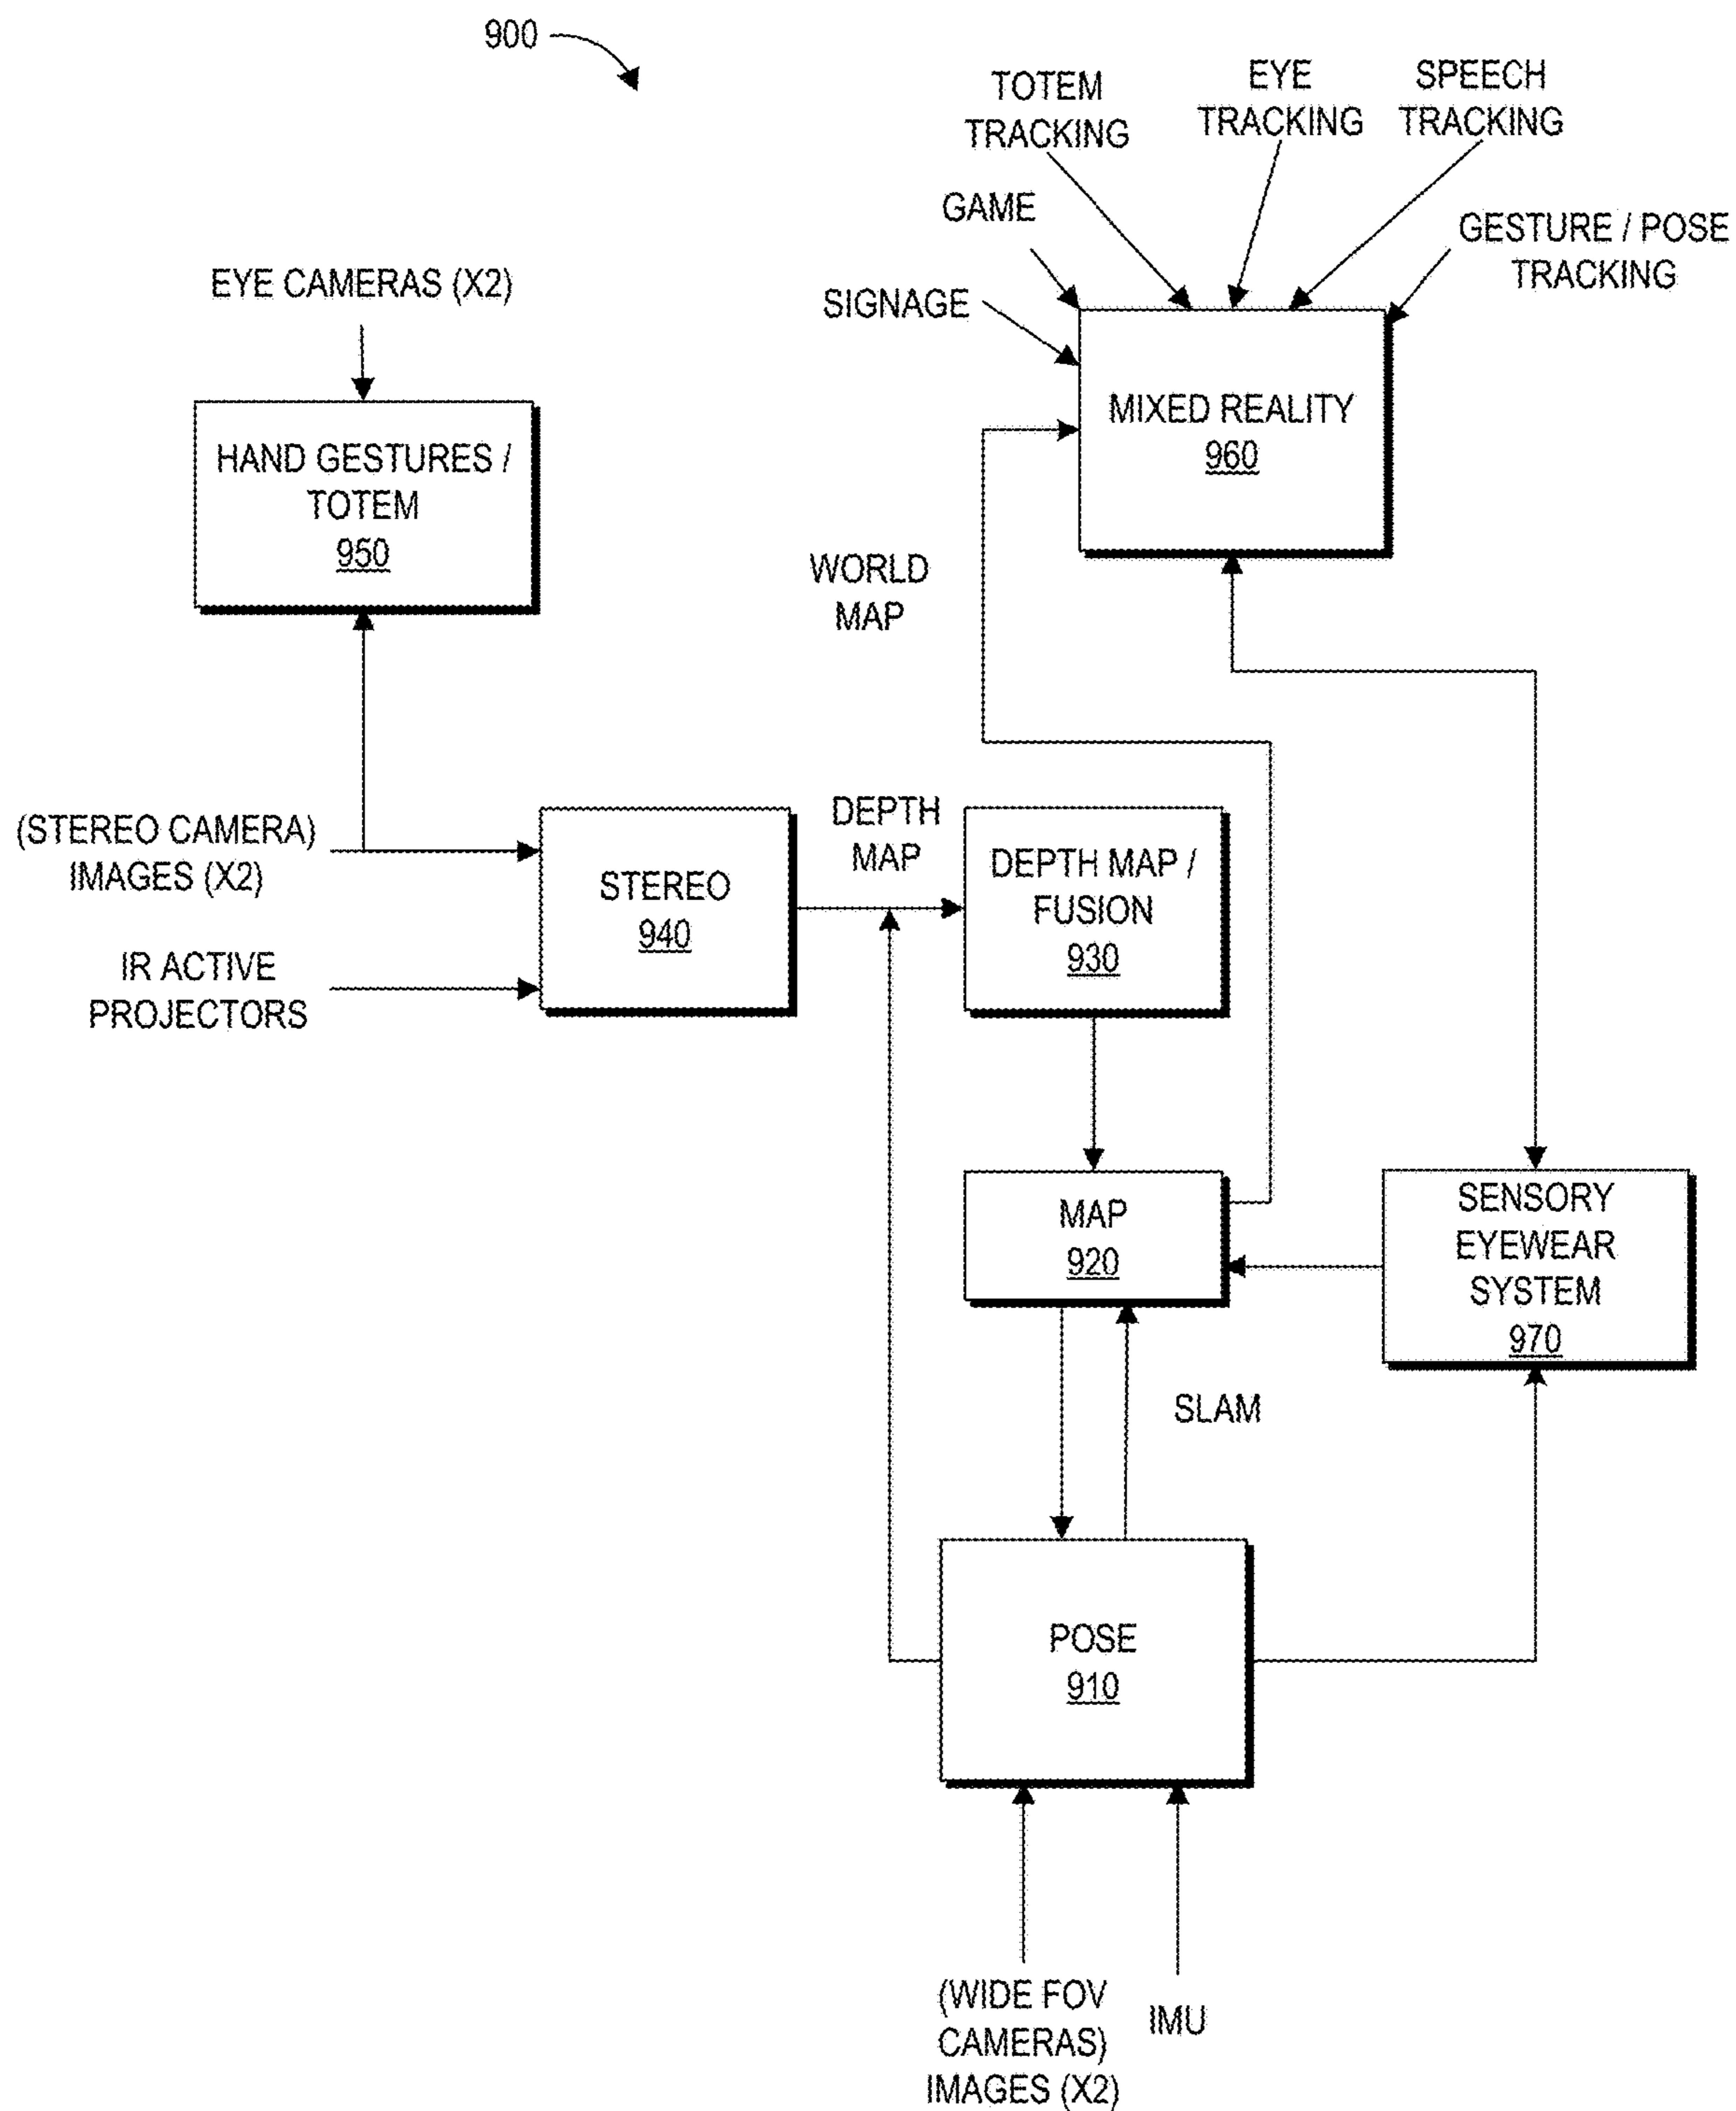 900
TOTEM
TRACKING
EYE
TRACKING
SPEECH
TRACKING
GAME
GESTURE / POSE
TRACKING
SIGNAGE
EYE CAMERAS (X2)
HAND GESTURES /
TOTEM
950
MIXED REALITY
960
WORLD
MAP
(STEREO CAMERA)
IMAGES (X2)
IR ACTIVE
PROJECTORS
STEREO
940
DEPTH
MAP
DEPTH MAP /
FUSION
930
MAP
920
SENSORY
EYEWEAR
SYSTEM
970
SLAM
POSE
910
(WIDE FOV
CAMERAS)
IMAGES (X2)
IMU